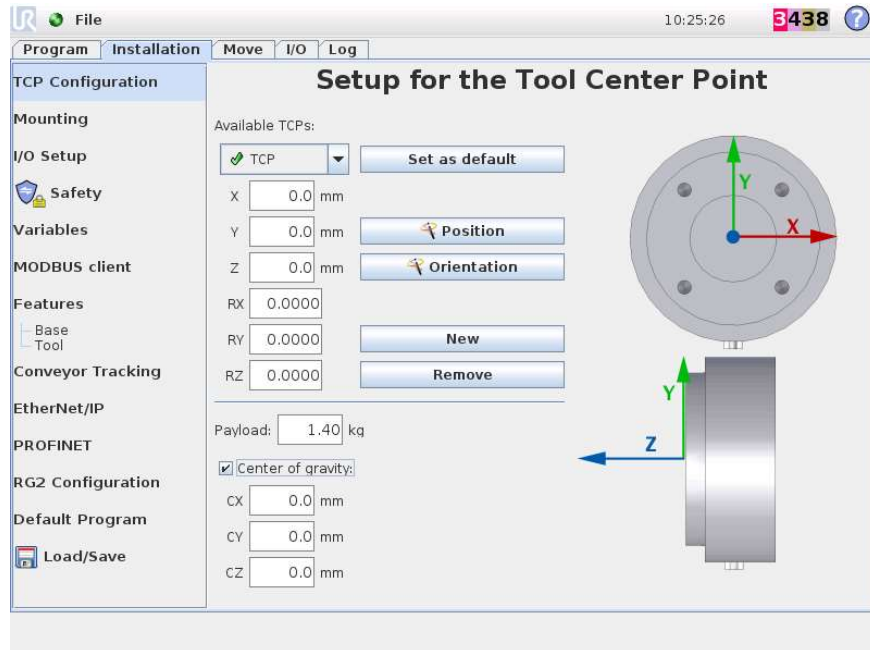 UR File 10:25:26 3438 ?
Program Installation Move I/O Log
TCP Configuration
Mounting
I/O Setup
Safety
Variables
MODBUS client
Features
Base
Tool
Conveyor Tracking
EtherNet/IP
PROFINET
RG2 Configuration
Default Program
Load/Save
Setup for the Tool Center Point
Available TCPs:
TCP Set as default
X 0.0 mm
Y 0.0 mm Position
Z 0.0 mm Orientation
RX 0.0000
RY 0.0000 New
RZ 0.0000 Remove
Payload: 1.40 kg
Center of gravity:
CX 0.0 mm
CY 0.0 mm
CZ 0.0 mm
Y
X
Y
Z